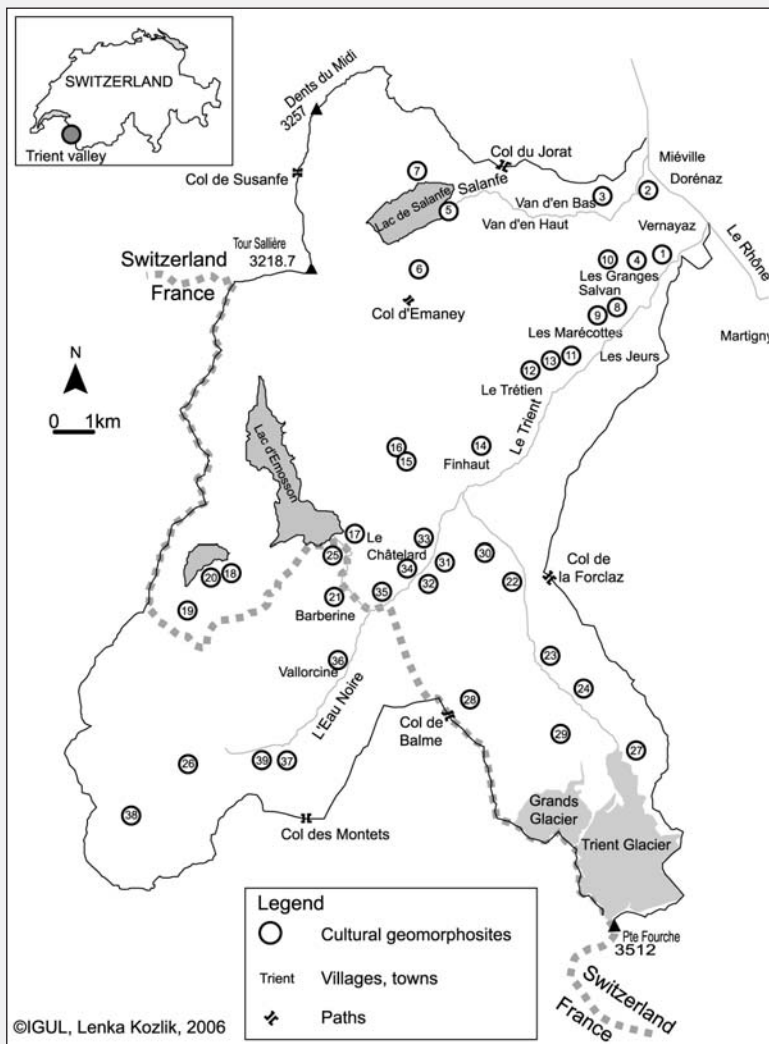 SWITZERLAND
Trient valley
Dents du Midi
3257
Col de Susanfe
Col du Jorat
Miéville
Dorénaz
7
Salanfe
Lac de Salanfe
Van d'en Bas
3
2
5
Van d'en Haut
Vernayaz
Le Rhône
Tour Sallière
3218.7
Switzerland
France
6
10
4
1
Les Granges
Salvan
Col d'Emaney
9
8
Les Marécottes
Martigny
Les Jeurs
N
0 1km
12
13
11
Le Trétien
Le Trient
Lac d'Emosson
16
15
14
Finhaut
17
Le
Châtelard
33
25
34
31
30
32
22
Col de
la Forclaz
20
18
19
21
35
Barberine
Vallorcine
36
L'Eau Noire
23
24
28
Col de
Balme
29
27
26
39
37
38
Col des Montets
Grands
Glacier
Trient Glacier
Pte Fourche
3512
Switzerland
France
Legend
Cultural geomorphosites
Trient Villages, towns
Paths
©IGUL, Lenka Kozlik, 2006